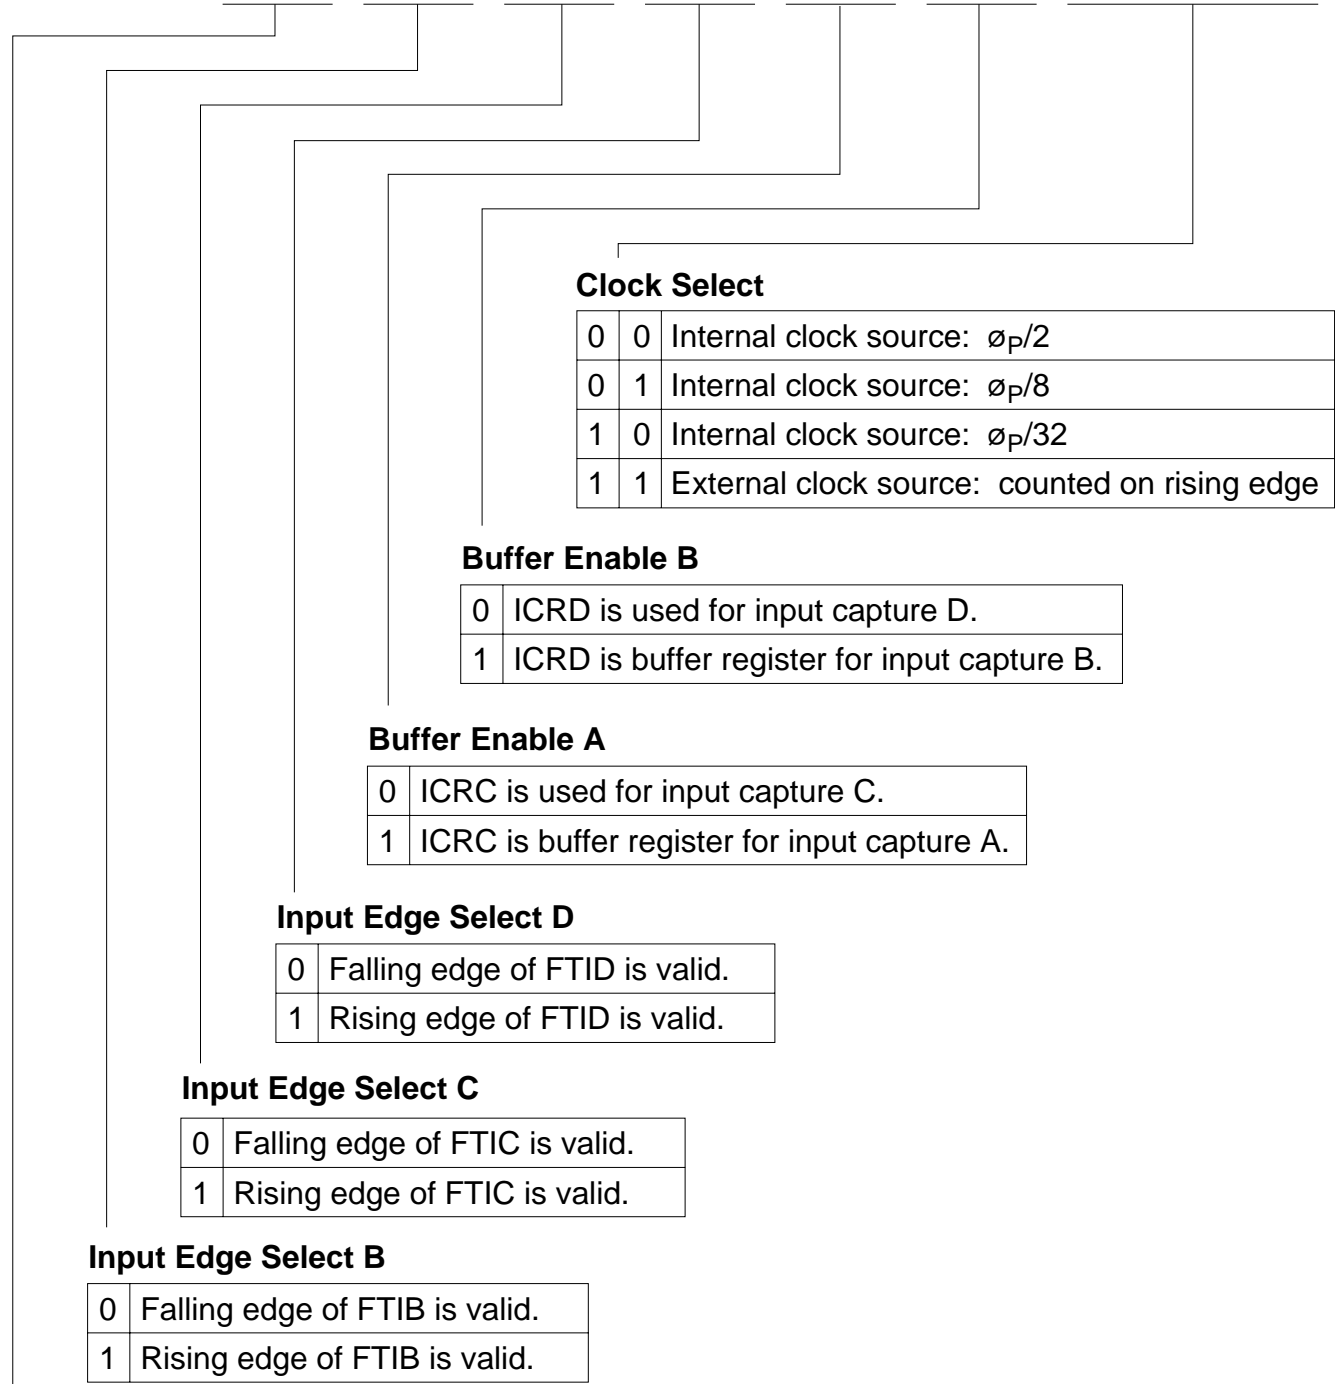 Clock Select
0 0 Internal clock source: øP/2
0 1 Internal clock source: øP/8
1 0 Internal clock source: øP/32
1 1 External clock source: counted on rising edge
Buffer Enable B
0 ICRD is used for input capture D.
1 ICRD is buffer register for input capture B.
Buffer Enable A
0 ICRC is used for input capture C.
1 ICRC is buffer register for input capture A.
Input Edge Select D
0 Falling edge of FTID is valid.
1 Rising edge of FTID is valid.
Input Edge Select C
0 Falling edge of FTIC is valid.
1 Rising edge of FTIC is valid.
Input Edge Select B
0 Falling edge of FTIB is valid.
1 Rising edge of FTIB is valid.